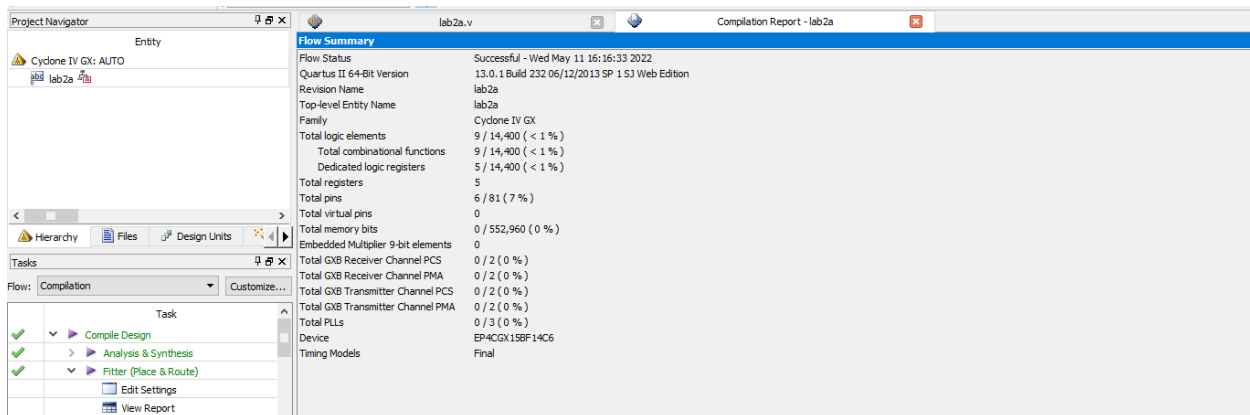 Project Navigator
Entity
Cyclone IV GX: AUTO
lab2a
Hierarchy Files Design Units
Tasks
Flow: Compilation Customize...
Task
Compile Design
Analysis & Synthesis
Fitter (Place & Route)
Edit Settings
View Report
lab2a.v Compilation Report - lab2a
Flow Summary
Flow Status Successful - Wed May 11 16:16:33 2022
Quartus II 64-Bit Version 13.0.1 Build 232 06/12/2013 SP 1 SJ Web Edition
Revision Name lab2a
Top-level Entity Name lab2a
Family Cyclone IV GX
Total logic elements 9 / 14,400 ( < 1 % )
Total combinational functions 9 / 14,400 ( < 1 % )
Dedicated logic registers 5 / 14,400 ( < 1 % )
Total registers 5
Total pins 6 / 81 ( 7 % )
Total virtual pins 0
Total memory bits 0 / 552,960 ( 0 % )
Embedded Multiplier 9-bit elements 0
Total GXB Receiver Channel PCS 0 / 2 ( 0 % )
Total GXB Receiver Channel PMA 0 / 2 ( 0 % )
Total GXB Transmitter Channel PCS 0 / 2 ( 0 % )
Total GXB Transmitter Channel PMA 0 / 2 ( 0 % )
Total PLLs 0 / 3 ( 0 % )
Device EP4CGX15BF14C6
Timing Models Final